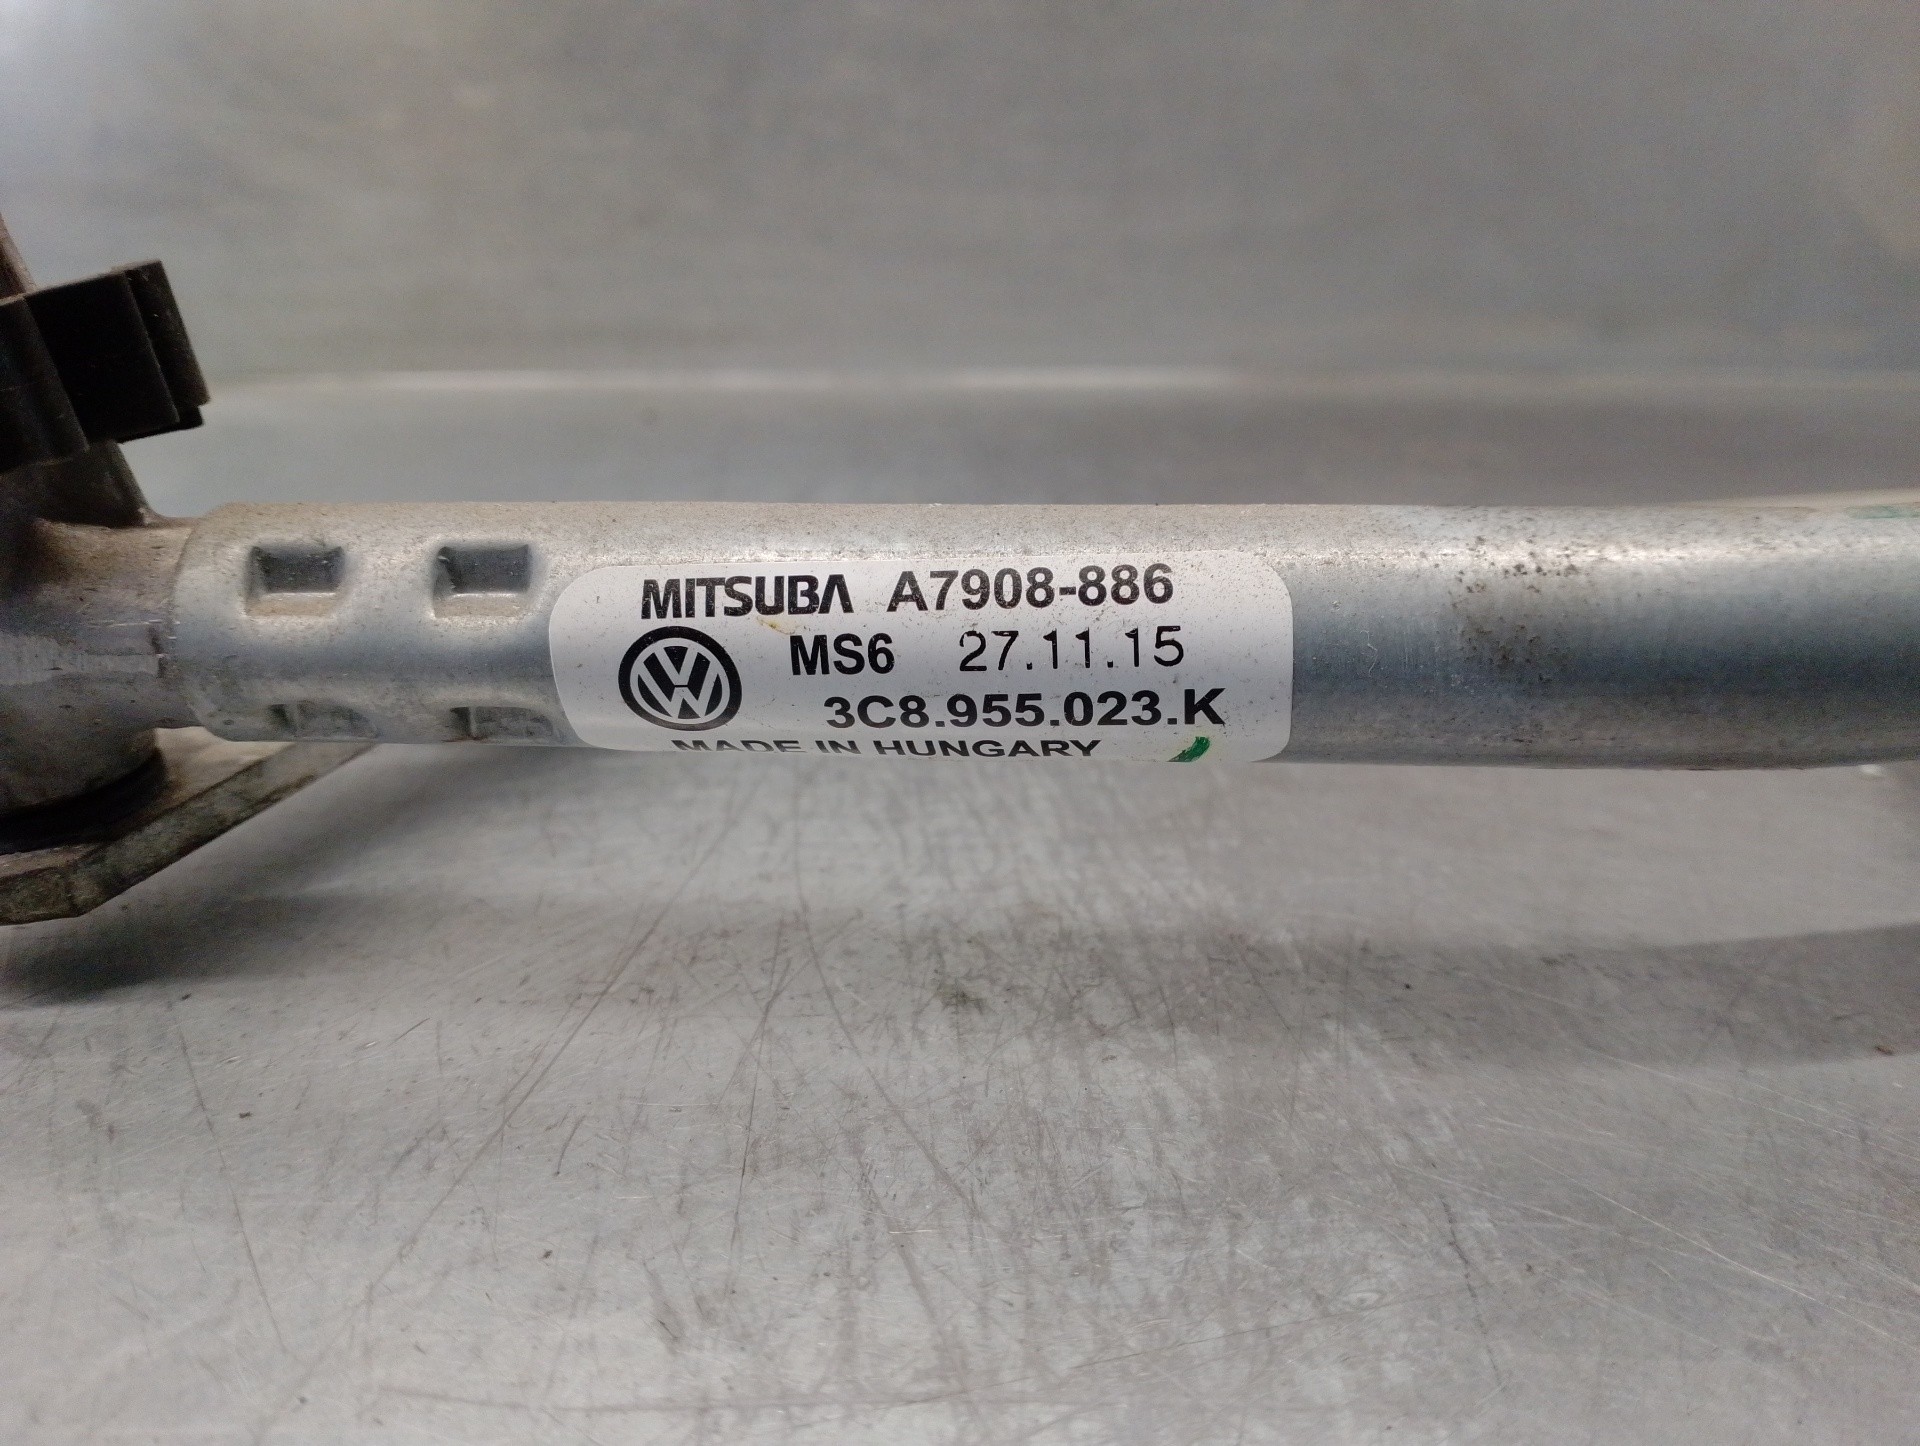 MITSUBA A7908-886
MS6 27.11.15
3C8.955.023.K
MADE IN HUNGARY